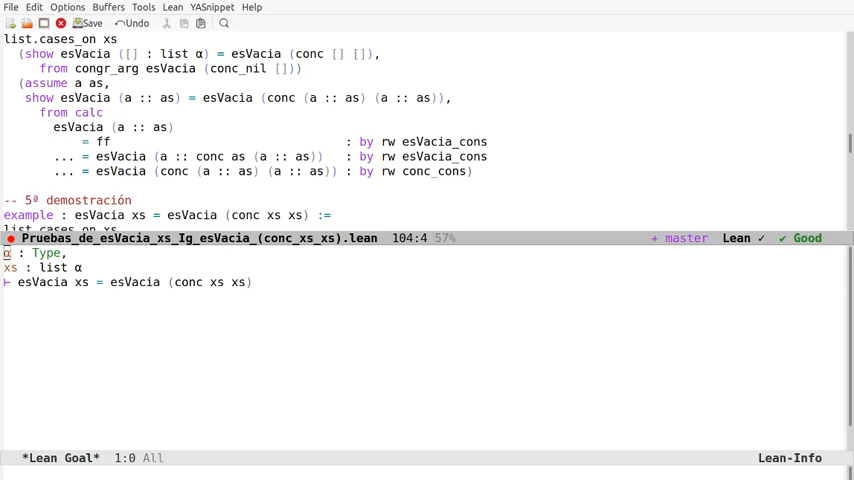 File Edit Options Buffers Tools Lean YASnippet Help
Save Undo
list.cases_on xs
(show esVacia ([] : list α) = esVacia (conc [] []),
from congr_arg esVacia (conc_nil []))
(assume a as,
show esVacia (a :: as) = esVacia (conc (a :: as) (a :: as)),
from calc
esVacia (a :: as)
= ff : by rw esVacia_cons
... = esVacia (a :: conc as (a :: as)) : by rw esVacia_cons
... = esVacia (conc (a :: as) (a :: as)) : by rw conc_cons)
-- 5ª demostración
example : esVacia xs = esVacia (conc xs xs) :=
list.cases_on xs
Pruebas_de_esVacia_xs_Ig_esVacia_(conc_xs_xs).lean 104:4 57% + master Lean ✓ ✔ Good
α : Type,
xs : list α
⊢ esVacia xs = esVacia (conc xs xs)
*Lean Goal* 1:0 All Lean-Info